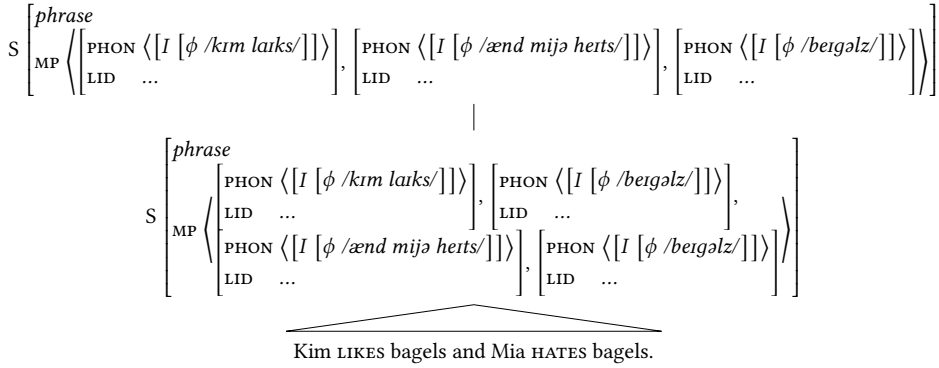 phrase
S MP ⟨[PHON ⟨[I [ϕ /kɪm laɪks/]]⟩ LID ...], [PHON ⟨[I [ϕ /ænd mijə heɪts/]]⟩ LID ...], [PHON ⟨[I [ϕ /beɪgəlz/]]⟩ LID ...]⟩
phrase
S MP ⟨[PHON ⟨[I [ϕ /kɪm laɪks/]]⟩ LID ...], [PHON ⟨[I [ϕ /beɪgəlz/]]⟩ LID ...],
[PHON ⟨[I [ϕ /ænd mijə heɪts/]]⟩ LID ...], [PHON ⟨[I [ϕ /beɪgəlz/]]⟩ LID ...]⟩
Kim LIKES bagels and Mia HATES bagels.